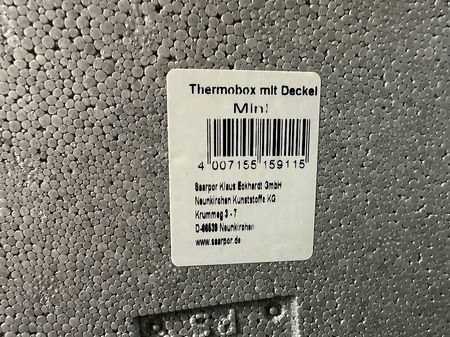 Thermobox mit Deckel
Mini
4 007155 159115
Saarpor Klaus Eckhardt GmbH
Neunkirchen Kunststoffe KG
Krummeg 3 - 7
D-66539 Neunkirchen
www.saarpor.de